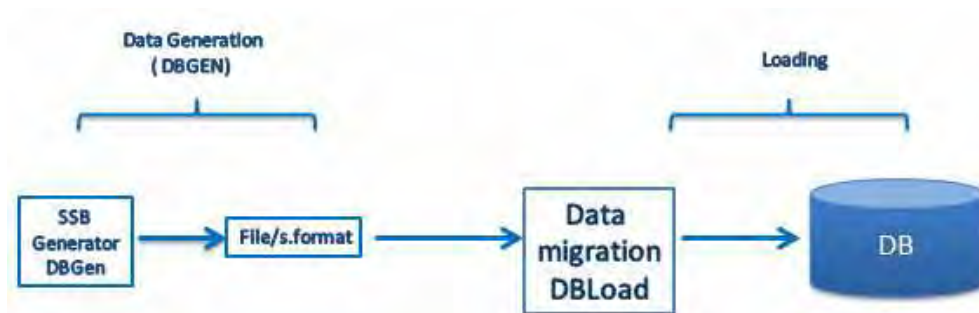 Data Generation
( DBGEN)
Loading
SSB
Generator
DBGen
File/s.format
Data
migration
DBLoad
DB